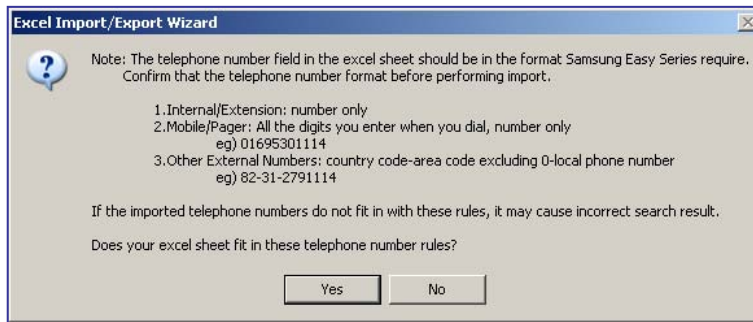 Excel Import/Export Wizard
Note: The telephone number field in the excel sheet should be in the format Samsung Easy Series require.
Confirm that the telephone number format before performing import.
1.Internal/Extension: number only
2.Mobile/Pager: All the digits you enter when you dial, number only
eg) 01695301114
3.Other External Numbers: country code-area code excluding 0-local phone number
eg) 82-31-2791114
If the imported telephone numbers do not fit in with these rules, it may cause incorrect search result.
Does your excel sheet fit in these telephone number rules?
Yes No